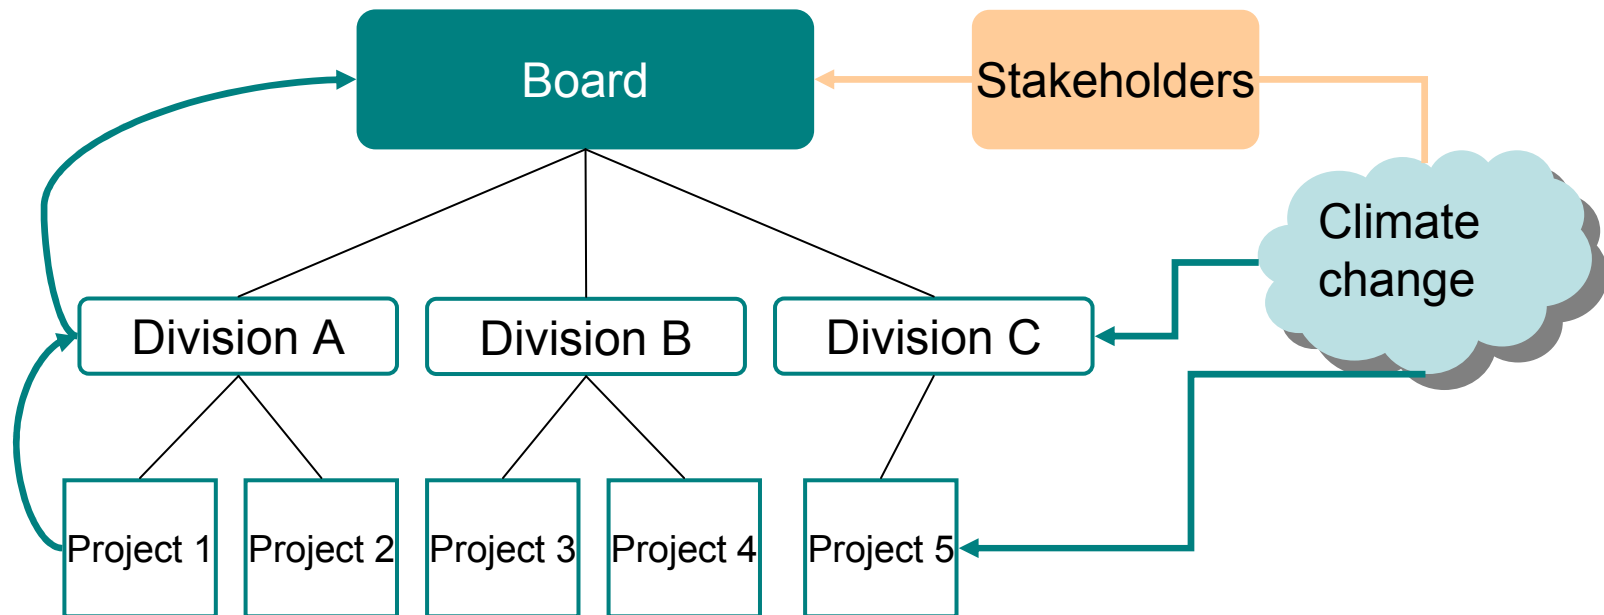 Board
Stakeholders
Climate
change
Division A
Division B
Division C
Project 1
Project 2
Project 3
Project 4
Project 5